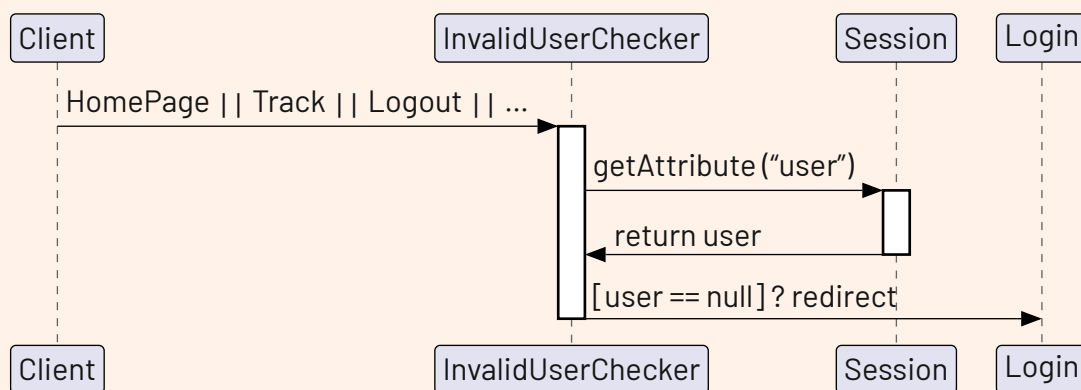 Client InvalidUserChecker Session Login
HomePage || Track || Logout || ...
getAttribute (“user”)
return user
[user == null] ? redirect
Client InvalidUserChecker Session Login